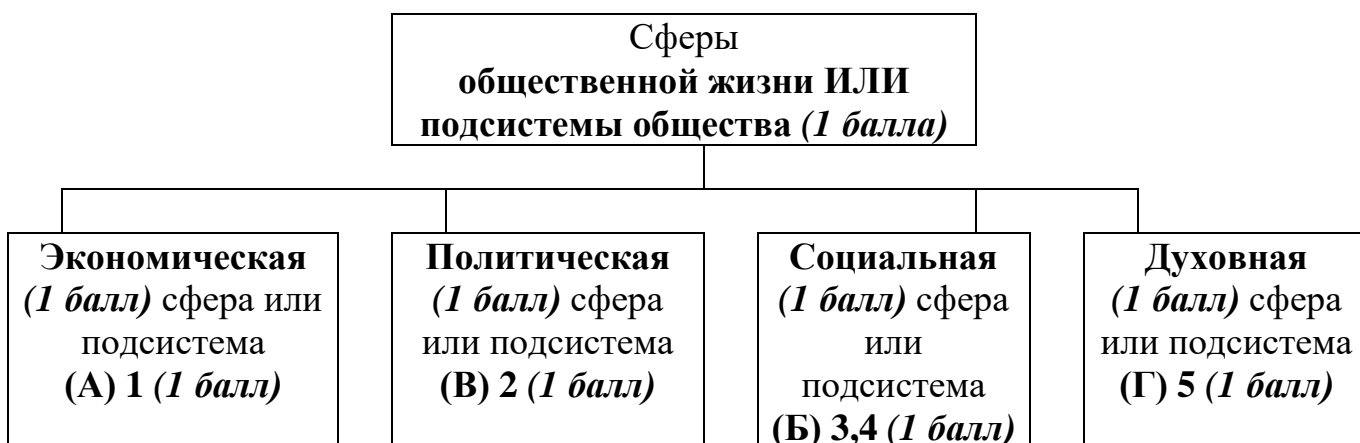 Сферы
общественной жизни ИЛИ
подсистемы общества (1 балла)
Экономическая
(1 балл) сфера или
подсистема
(А) 1 (1 балл)
Политическая
(1 балл) сфера
или подсистема
(В) 2 (1 балл)
Социальная
(1 балл) сфера
или
подсистема
(Б) 3,4 (1 балл)
Духовная
(1 балл) сфера
или подсистема
(Г) 5 (1 балл)